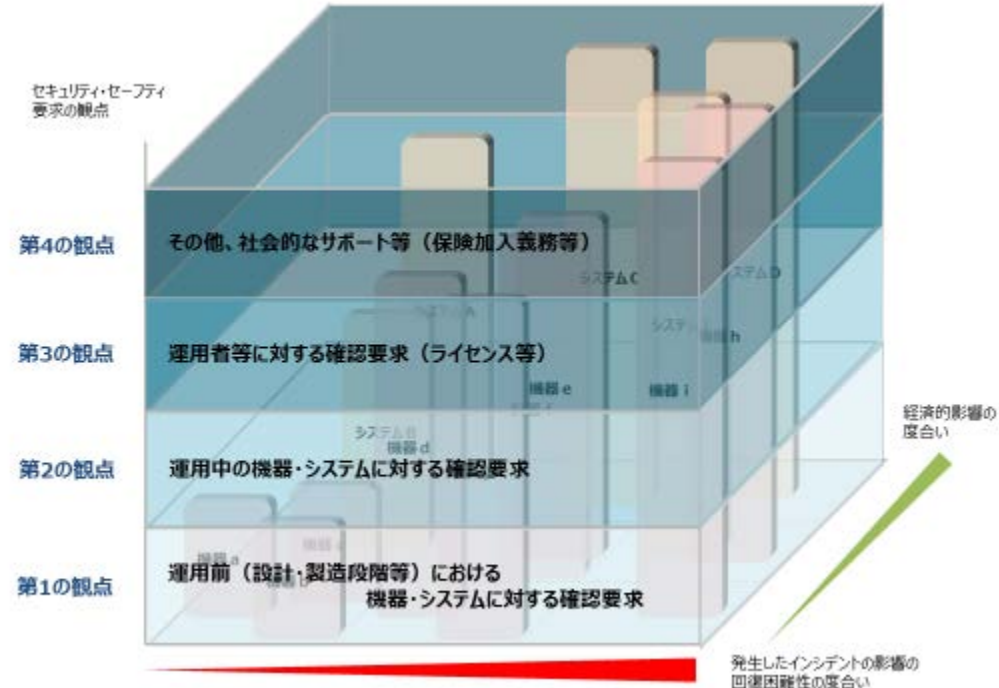 セキュリティ・セーフティ
要求の観点
第4の観点
その他、社会的なサポート等（保険加入義務等）
システムC
システムD
第3の観点
運用者等に対する確認要求（ライセンス等）
機器h
機器e
機器i
経済的影響の
度合い
システムB
機器d
第2の観点
運用中の機器・システムに対する確認要求
機器a
第1の観点
運用前（設計・製造段階等）における
機器・システムに対する確認要求
発生したインシデントの影響の
回復困難性の度合い